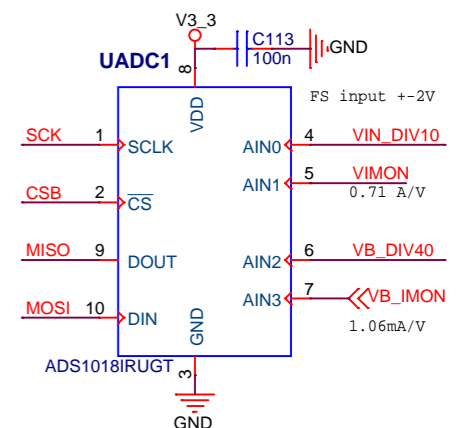 V3_3
C113
GND
100n
UADC1
8
VDD
FS input +-2V
SCK 1 SCLK
AIN0 4 VIN_DIV10
AIN1 5 VIMON
0.71 A/V
CSB 2 CS
MISO 9 DOUT
AIN2 6 VB_DIV40
AIN3 7 VB_IMON
MOSI 10 DIN
1.06mA/V
GND
ADS1018IRUGT
3
GND